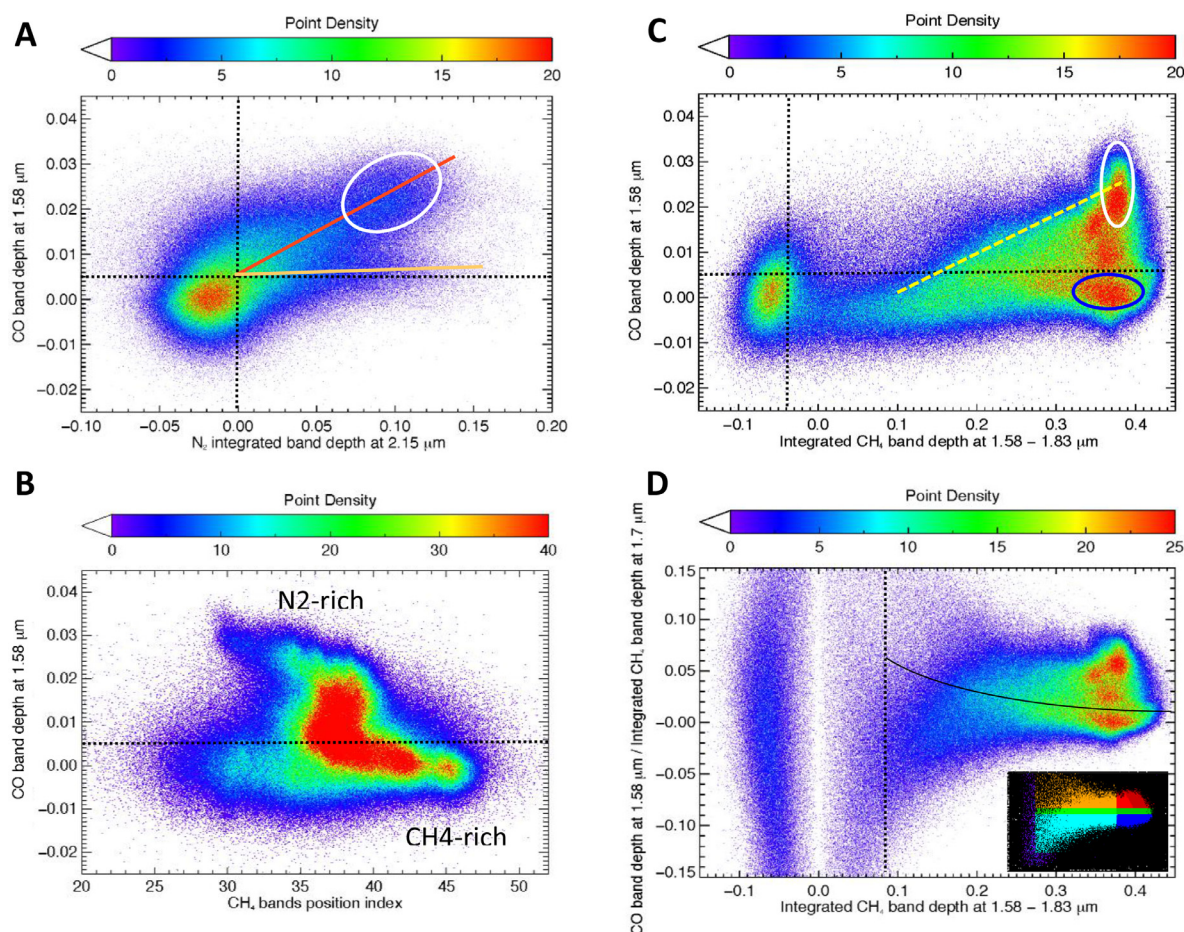 A
Point Density
0 5 10 15 20
CO band depth at 1.58 μm
0.04
0.03
0.02
0.01
0.00
−0.01
−0.02
−0.10 −0.05 0.00 0.05 0.10 0.15 0.20
N₂ integrated band depth at 2.15 μm
B
Point Density
0 10 20 30 40
CO band depth at 1.58 μm
0.04
0.03
0.02
0.01
0.00
−0.01
−0.02
N2-rich
CH4-rich
20 25 30 35 40 45 50
CH₄ bands position index
C
Point Density
0 5 10 15 20
CO band depth at 1.58
0.04
0.03
0.02
0.01
0.00
−0.01
−0.02
−0.1 0.0 0.1 0.2 0.3 0.4
Integrated CH₄ band depth at 1.58 − 1.83 μm
D
Point Density
0 5 10 15 20 25
CO band depth at 1.58 μm / Integrated CH₄ band depth at 1.7 μm
0.15
0.10
0.05
−0.00
−0.05
−0.10
−0.15
−0.1 0.0 0.1 0.2 0.3 0.4
Integrated CH₄ band depth at 1.58 − 1.83 μm